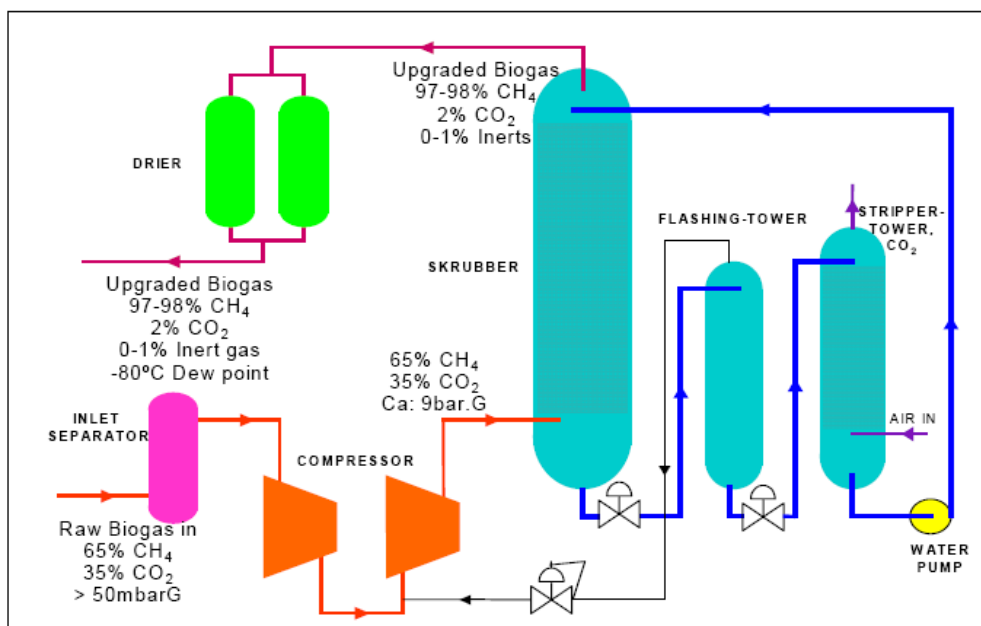 Upgraded Biogas
97-98% CH₄
2% CO₂
0-1% Inerts
DRIER
FLASHING-TOWER
STRIPPER-
TOWER,
CO₂
SKRUBBER
Upgraded Biogas
97-98% CH₄
2% CO₂
0-1% Inert gas
-80ºC Dew point
65% CH₄
35% CO₂
Ca: 9bar.G
INLET
SEPARATOR
AIR IN
COMPRESSOR
Raw Biogas in
65% CH₄
35% CO₂
> 50mbarG
WATER
PUMP